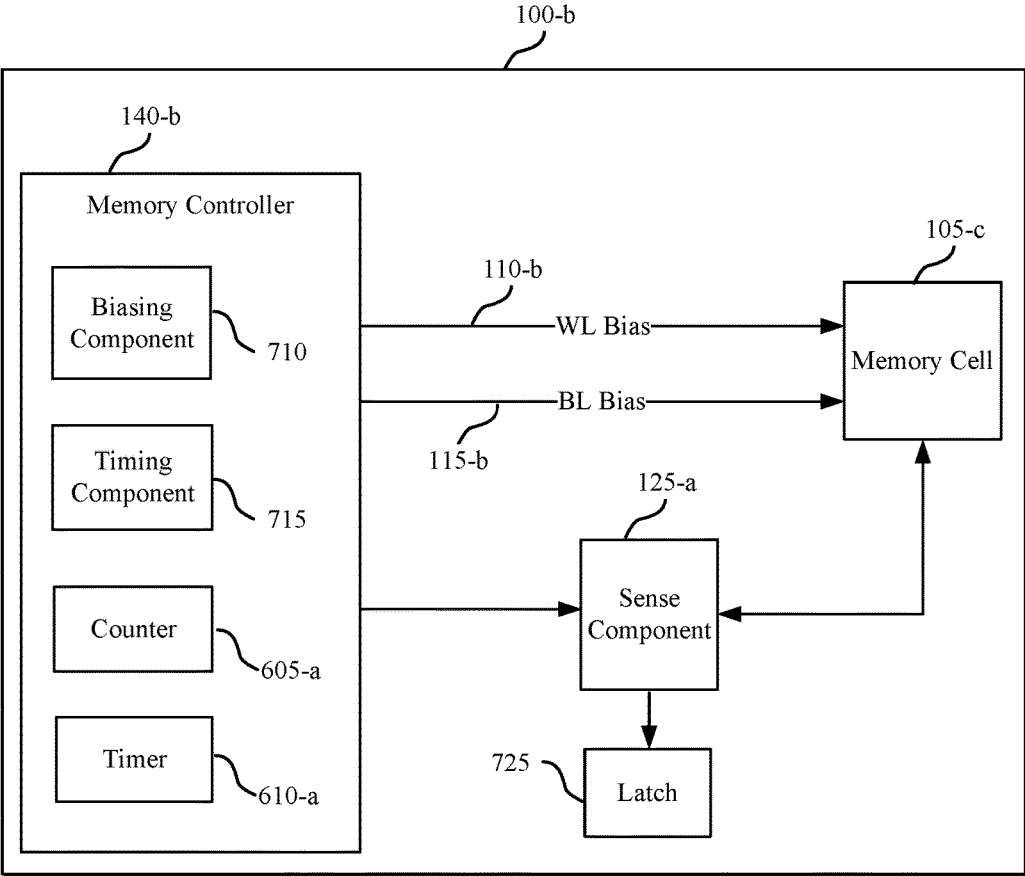 100-b
140-b
Memory Controller
Biasing
Component
710
Timing
Component
715
Counter
605-a
Timer
610-a
110-b
WL Bias
BL Bias
115-b
105-c
Memory Cell
125-a
Sense
Component
725
Latch